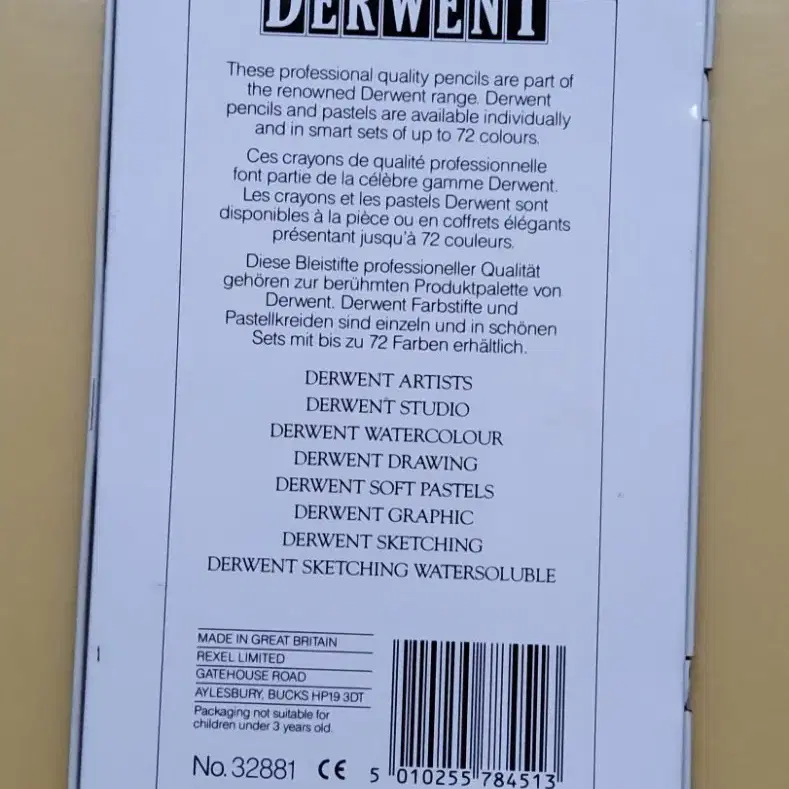 DERWENT
These professional quality pencils are part of
the renowned Derwent range. Derwent
pencils and pastels are available individually
and in smart sets of up to 72 colours.
Ces crayons de qualité professionnelle
font partie de la célèbre gamme Derwent.
Les crayons et les pastels Derwent sont
disponibles à la pièce ou en coffrets élégants
présentant jusqu'à 72 couleurs.
Diese Bleistifte professioneller Qualität
gehören zur berühmten Produktpalette von
Derwent. Derwent Farbstifte und
Pastellkreiden sind einzeln und in schönen
Sets mit bis zu 72 Farben erhältlich.
DERWENT ARTISTS
DERWENT STUDIO
DERWENT WATERCOLOUR
DERWENT DRAWING
DERWENT SOFT PASTELS
DERWENT GRAPHIC
DERWENT SKETCHING
DERWENT SKETCHING WATERSOLUBLE
MADE IN GREAT BRITAIN
REXEL LIMITED
GATEHOUSE ROAD
AYLESBURY, BUCKS HP19 3DT
Packaging not suitable for
children under 3 years old.
No. 32881 CE 5 010255 784513